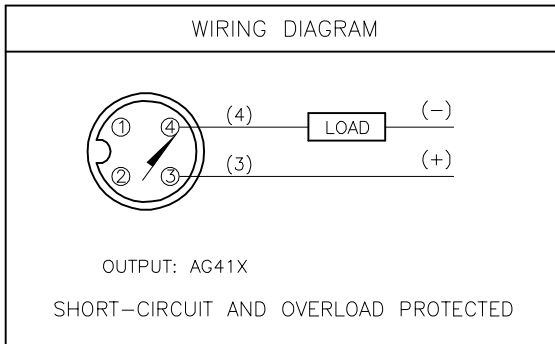 WIRING DIAGRAM
1 4 (4) LOAD (-)
2 3 (3) (+)
OUTPUT: AG41X
SHORT-CIRCUIT AND OVERLOAD PROTECTED